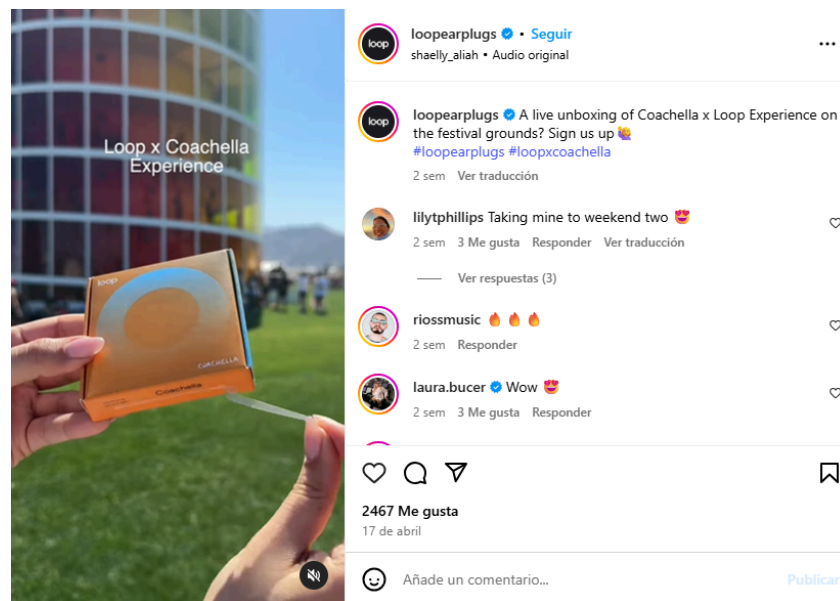 Loop x Coachella
Experience
loop
COACHELLA
Coachella
loop
loopearplugs • Seguir
shaelly_aliah • Audio original
loop
loopearplugs A live unboxing of Coachella x Loop Experience on
the festival grounds? Sign us up 🙋‍♀️
#loopearplugs #loopxcoachella
2 sem Ver traducción
lilytphillips Taking mine to weekend two 😍
2 sem 3 Me gusta Responder Ver traducción
Ver respuestas (3)
riossmusic 🔥 🔥 🔥
2 sem Responder
laura.bucer Wow 😍
2 sem 3 Me gusta Responder
2467 Me gusta
17 de abril
Añade un comentario...
Publicar